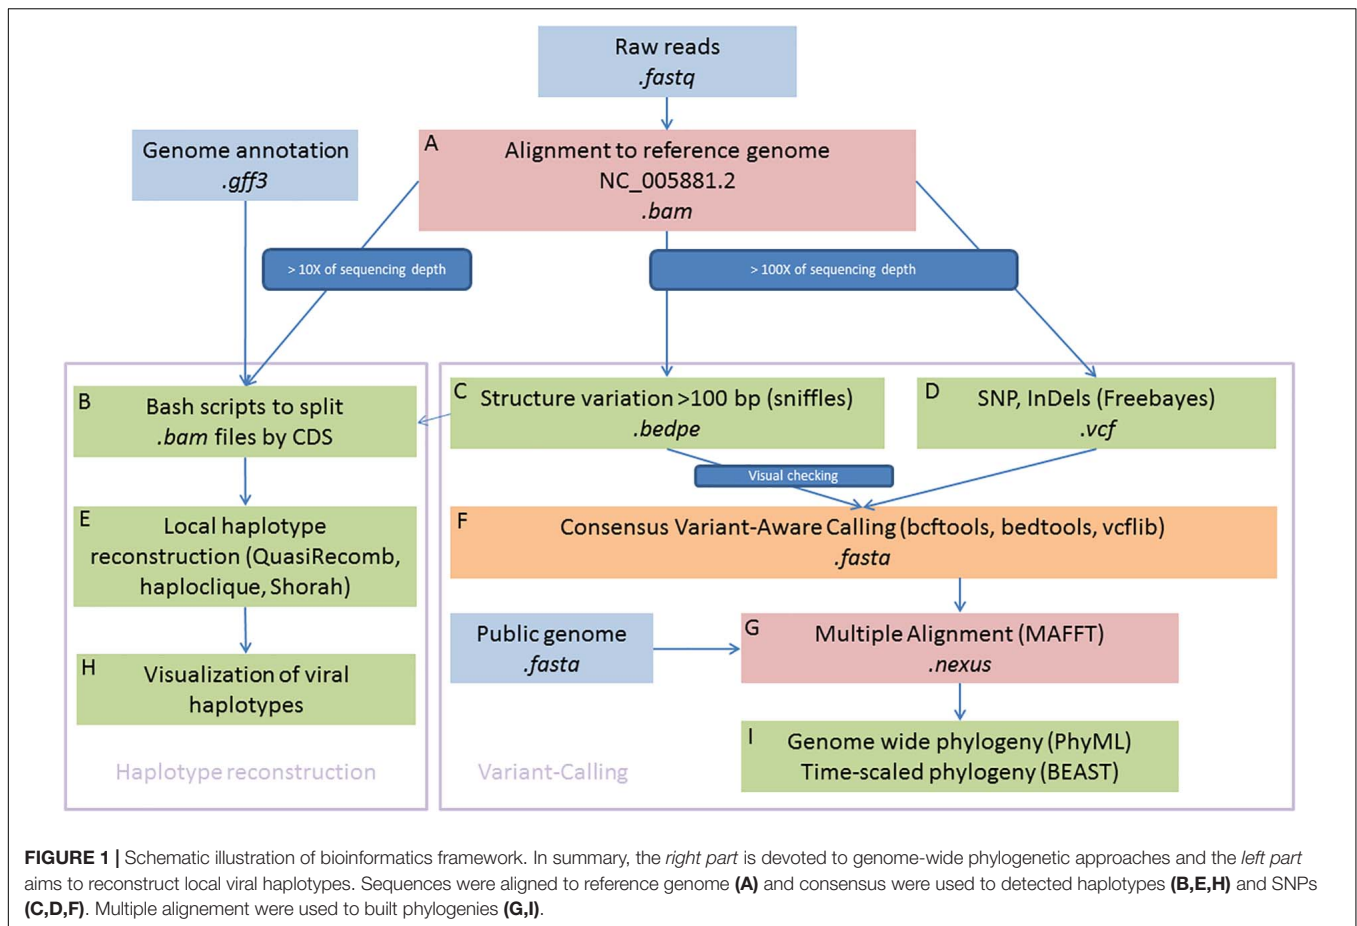 Raw reads
.fastq
Genome annotation
.gff3
A
Alignment to reference genome
NC_005881.2
.bam
> 10X of sequencing depth
> 100X of sequencing depth
B
Bash scripts to split
.bam files by CDS
C
Structure variation >100 bp (sniffles)
.bedpe
D
SNP, InDels (Freebayes)
.vcf
Visual checking
E
Local haplotype
reconstruction (QuasiRecomb,
haploclique, Shorah)
F
Consensus Variant-Aware Calling (bcftools, bedtools, vcflib)
.fasta
Public genome
.fasta
G
Multiple Alignment (MAFFT)
.nexus
H
Visualization of viral
haplotypes
I
Genome wide phylogeny (PhyML)
Time-scaled phylogeny (BEAST)
Haplotype reconstruction
Variant-Calling
FIGURE 1 | Schematic illustration of bioinformatics framework. In summary, the right part is devoted to genome-wide phylogenetic approaches and the left part
aims to reconstruct local viral haplotypes. Sequences were aligned to reference genome (A) and consensus were used to detected haplotypes (B,E,H) and SNPs
(C,D,F). Multiple alignement were used to built phylogenies (G,I).